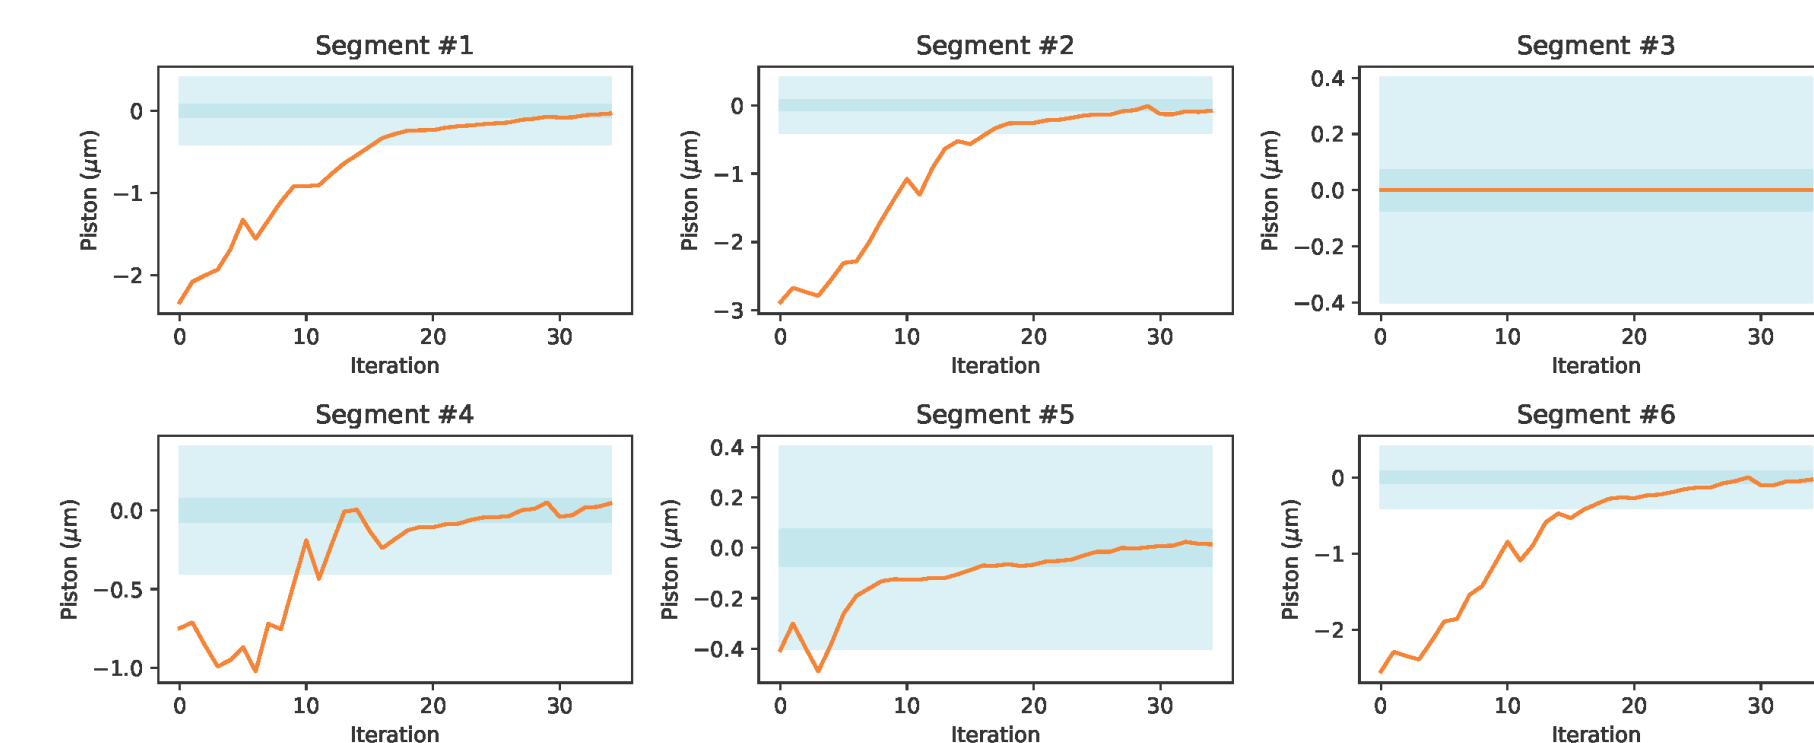 Segment #1
Segment #2
Segment #3
Piston (μm)
0
−1
−2
0
10
20
30
Iteration
Piston (μm)
0
−1
−2
−3
0
10
20
30
Iteration
Piston (μm)
0.4
0.2
0.0
−0.2
−0.4
0
10
20
30
Iteration
Segment #4
Segment #5
Segment #6
Piston (μm)
0.0
−0.5
−1.0
0
10
20
30
Iteration
Piston (μm)
0.4
0.2
0.0
−0.2
−0.4
0
10
20
30
Iteration
Piston (μm)
0
−1
−2
0
10
20
30
Iteration